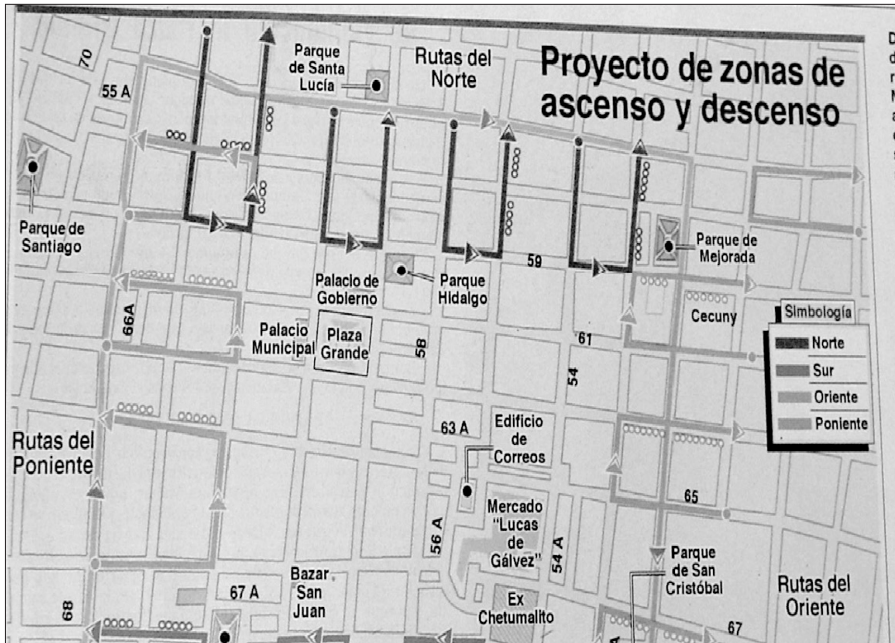 Proyecto de zonas de
ascenso y descenso
Rutas del
Norte
Parque
de Santa
Lucía
70
55 A
Parque de
Santiago
Parque de
Mejorada
59
Palacio de
Gobierno
Parque
Hidalgo
66A
Palacio
Municipal
Plaza
Grande
58
61
54
Cecuny
Simbología
Norte
Sur
Oriente
Poniente
Rutas del
Poniente
63 A
Edificio
de
Correos
65
56 A
Mercado
"Lucas
de
Gálvez"
54 A
Parque
de San
Cristóbal
Rutas del
Oriente
67 A
Bazar
San
Juan
Ex
Chetumalito
68
67